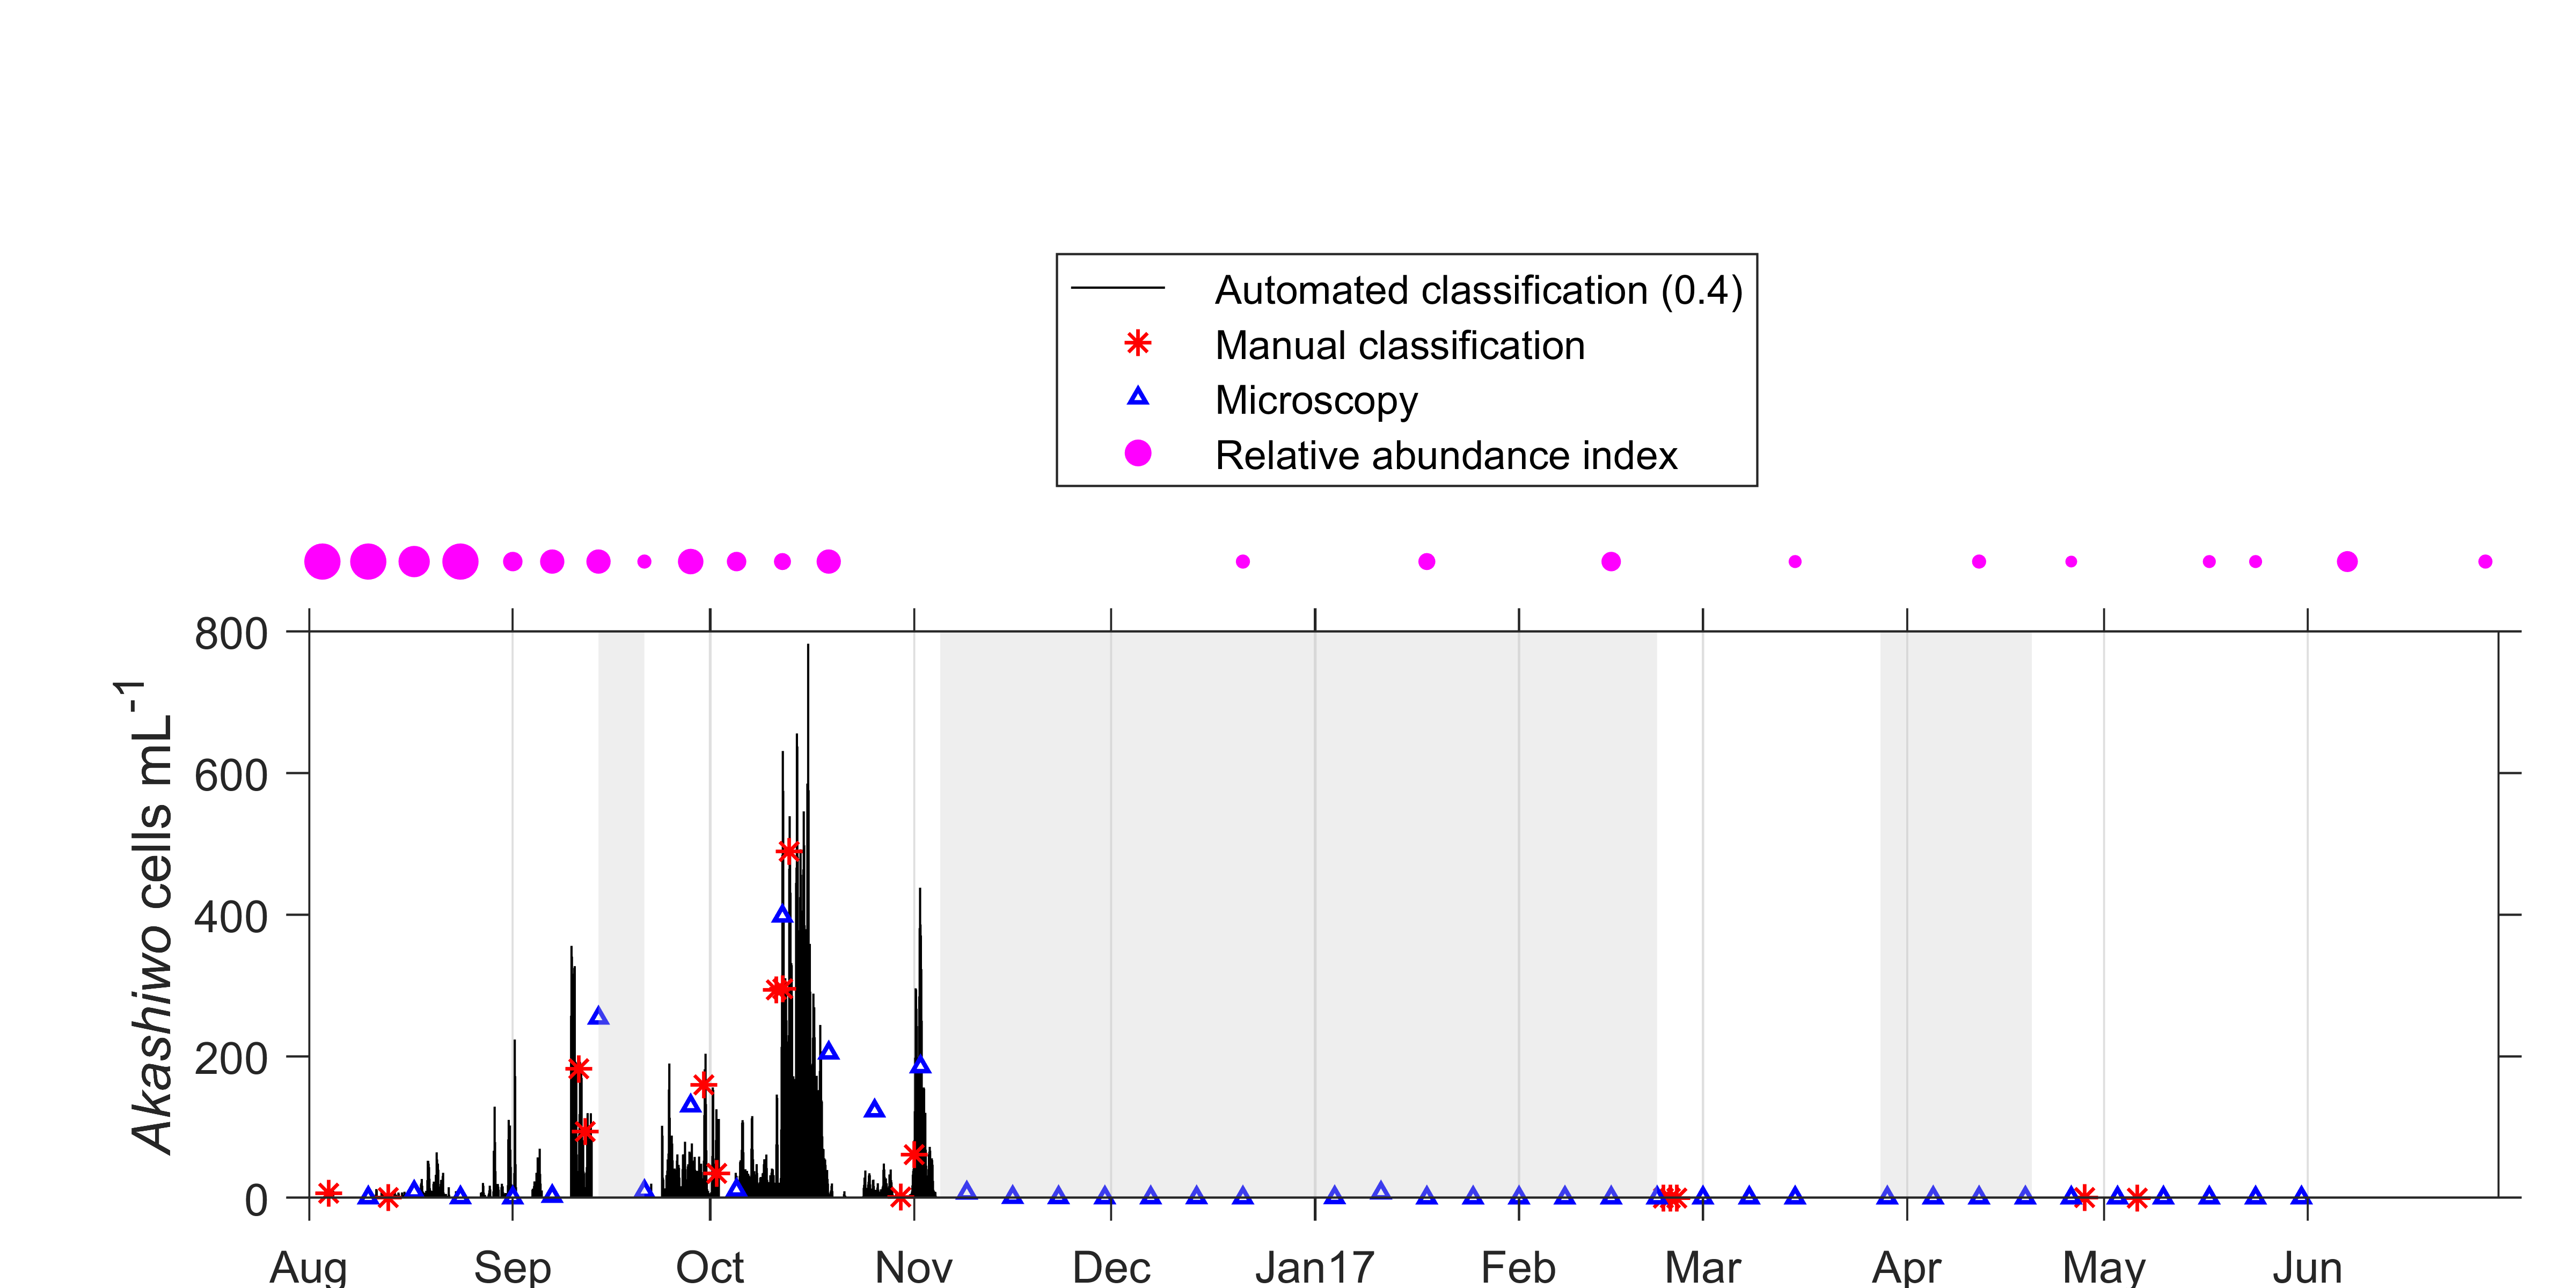 Automated classification (0.4)
Manual classification
Microscopy
Relative abundance index
800
600
400
200
0
Akashiwo cells mL-1
Aug Sep Oct Nov Dec Jan17 Feb Mar Apr May Jun